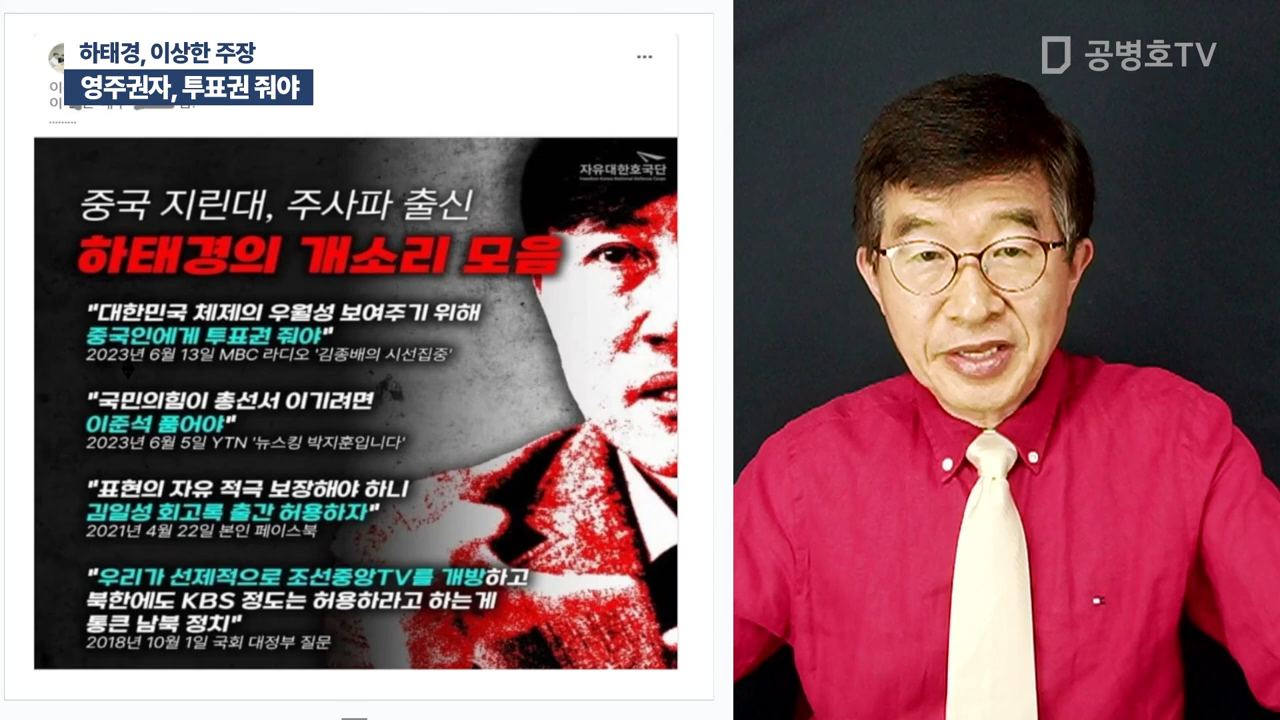 하태경, 이상한 주장
영주권자, 투표권 줘야
공병호TV
자유대한호국단
중국 지린대, 주사파 출신
하태경의 개소리 모음
"대한민국 체제의 우월성 보여주기 위해
중국인에게 투표권 줘야"
2023년 6월 13일 MBC 라디오 '김종배의 시선집중'
"국민의힘이 총선서 이기려면
이준석 품어야"
2023년 6월 5일 YTN '뉴스킹 박지훈입니다'
"표현의 자유 적극 보장해야 하니
김일성 회고록 출간 허용하자"
2021년 4월 22일 본인 페이스북
"우리가 선제적으로 조선중앙TV를 개방하고
북한에도 KBS 정도는 허용하라고 하는게
통큰 남북 정치"
2018년 10월 1일 국회 대정부 질문